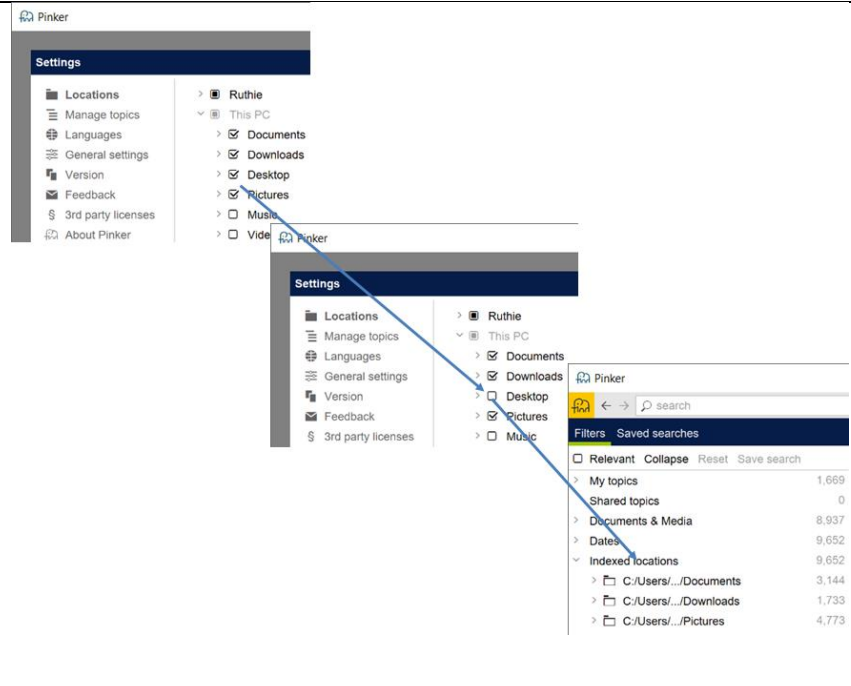 Pinker
Settings
Locations
Manage topics
Languages
General settings
Version
Feedback
§ 3rd party licenses
About Pinker
Ruthie
This PC
Documents
Downloads
Desktop
Pictures
Music
Vide
Pinker
Settings
Locations
Manage topics
Languages
General settings
Version
Feedback
§ 3rd party licenses
Ruthie
This PC
Documents
Downloads
Desktop
Pictures
Music
Pinker
search
Filters Saved searches
Relevant Collapse Reset Save search
My topics 1,669
Shared topics 0
Documents & Media 8,937
Dates 9,652
Indexed locations 9,652
C:/Users/.../Documents 3,144
C:/Users/.../Downloads 1,733
C:/Users/.../Pictures 4,773